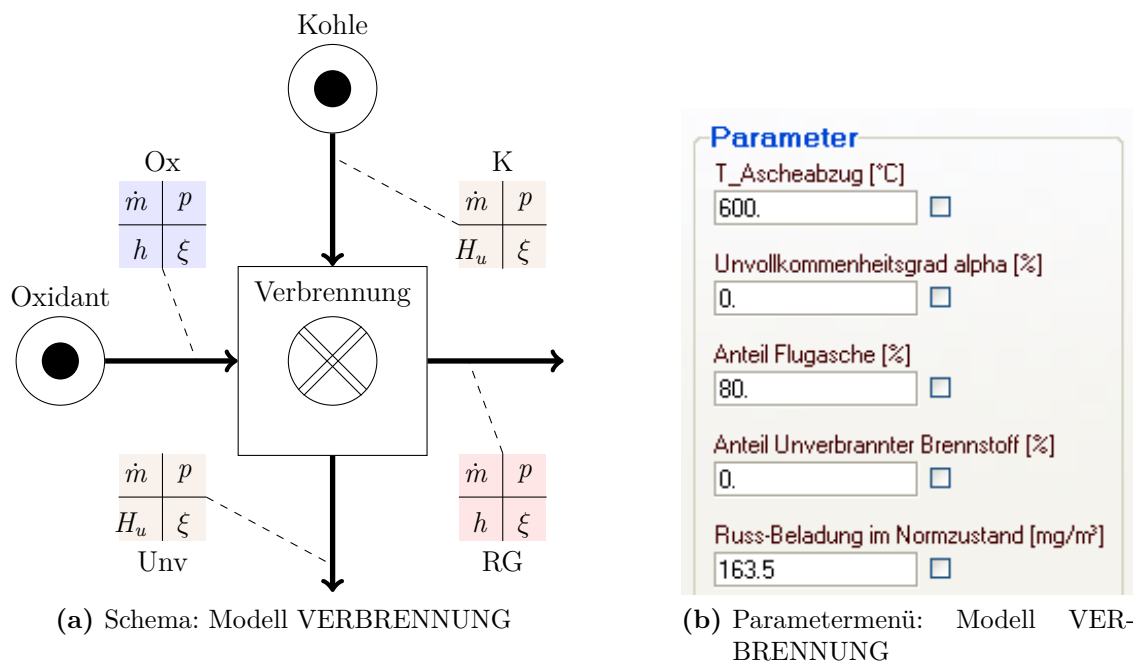 Kohle
Ox
ṁ p
h ξ
K
ṁ p
H_u ξ
Oxidant
Verbrennung
ṁ p
H_u ξ
Unv
ṁ p
h ξ
RG
(a) Schema: Modell VERBRENNUNG
Parameter
T_Ascheabzug [°C]
600.
Unvollkommenheitsgrad alpha [%]
0.
Anteil Flugasche [%]
80.
Anteil Unverbrannter Brennstoff [%]
0.
Russ-Beladung im Normzustand [mg/m³]
163.5
(b) Parametermenü: Modell VER-
BRENNUNG